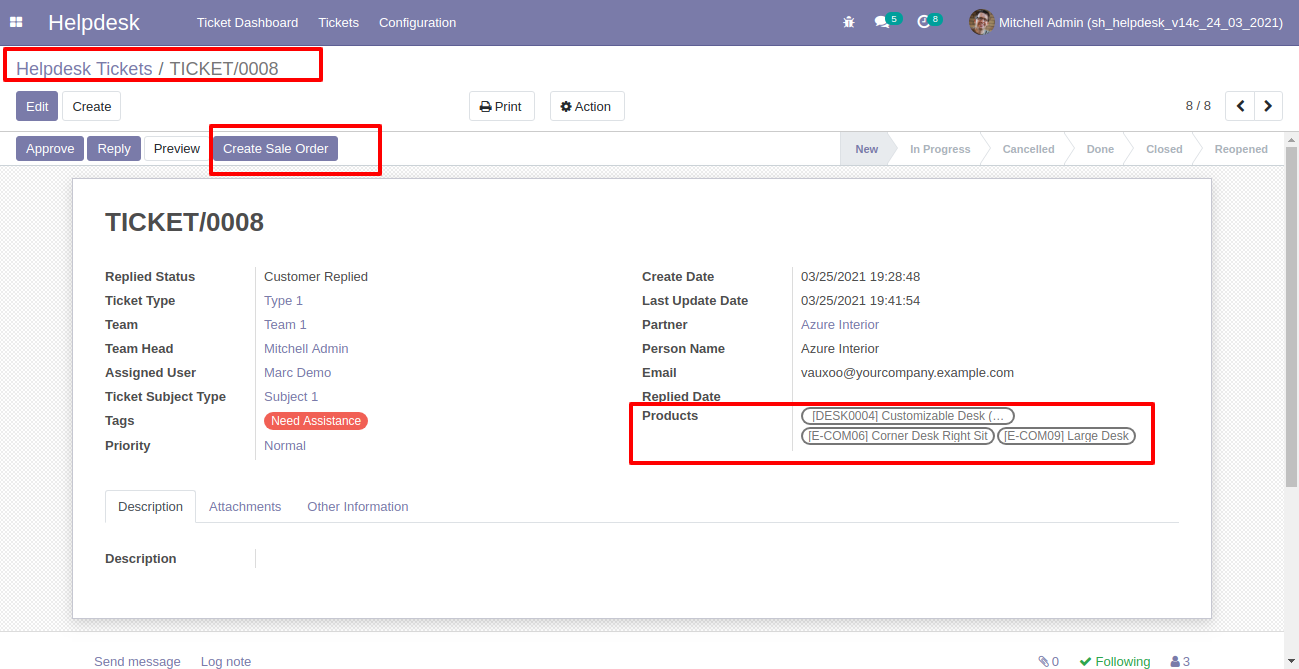 Helpdesk Ticket Dashboard Tickets Configuration 5 8 Mitchell Admin (sh_helpdesk_v14c_24_03_2021)
Helpdesk Tickets / TICKET/0008
Edit Create Print Action 8 / 8
Approve Reply Preview Create Sale Order New In Progress Cancelled Done Closed Reopened
TICKET/0008
Replied Status Customer Replied
Ticket Type Type 1
Team Team 1
Team Head Mitchell Admin
Assigned User Marc Demo
Ticket Subject Type Subject 1
Tags Need Assistance
Priority Normal
Create Date 03/25/2021 19:28:48
Last Update Date 03/25/2021 19:41:54
Partner Azure Interior
Person Name Azure Interior
Email vauxoo@yourcompany.example.com
Replied Date
Products [DESK0004] Customizable Desk (...
[E-COM06] Corner Desk Right Sit [E-COM09] Large Desk
Description Attachments Other Information
Description
Send message Log note 0 Following 3